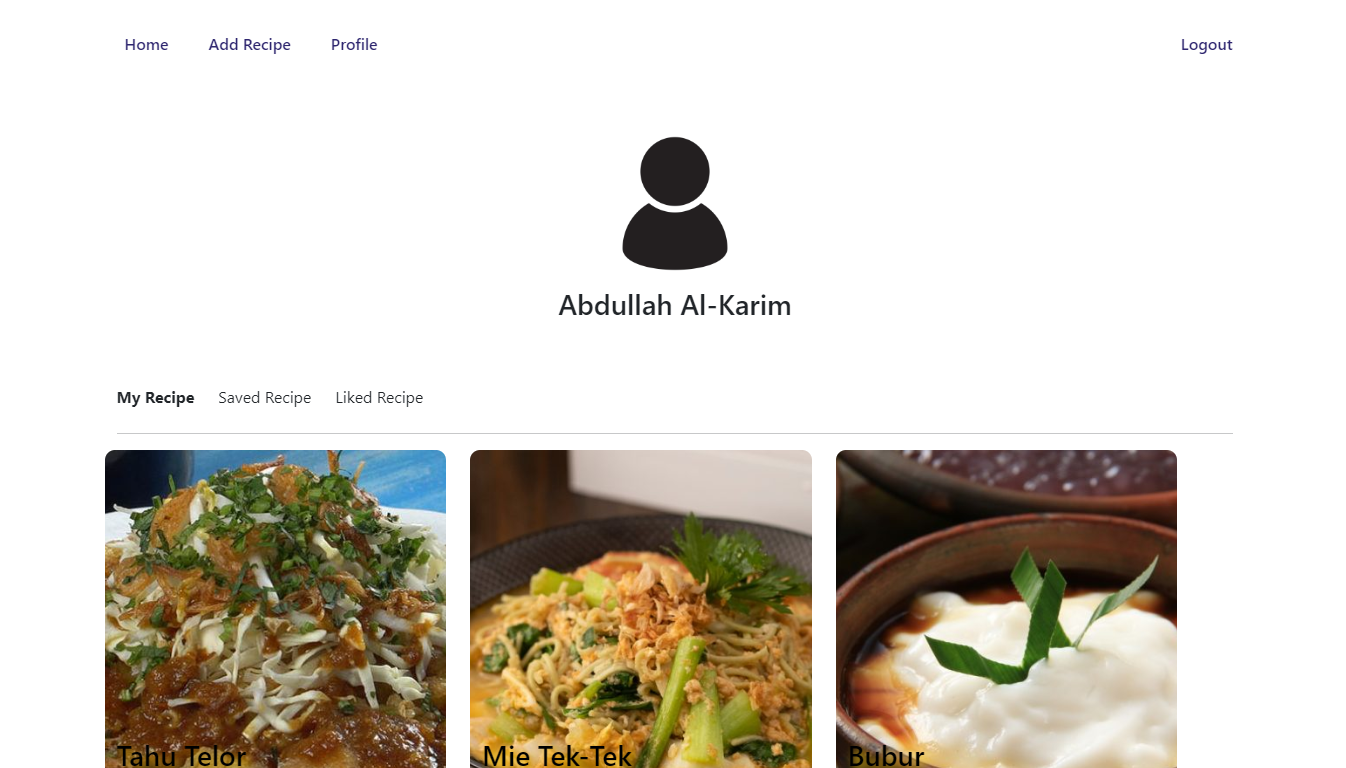 Home
Add Recipe
Profile
Logout
Abdullah Al-Karim
My Recipe
Saved Recipe
Liked Recipe
Tahu Telor
Mie Tek-Tek
Bubur